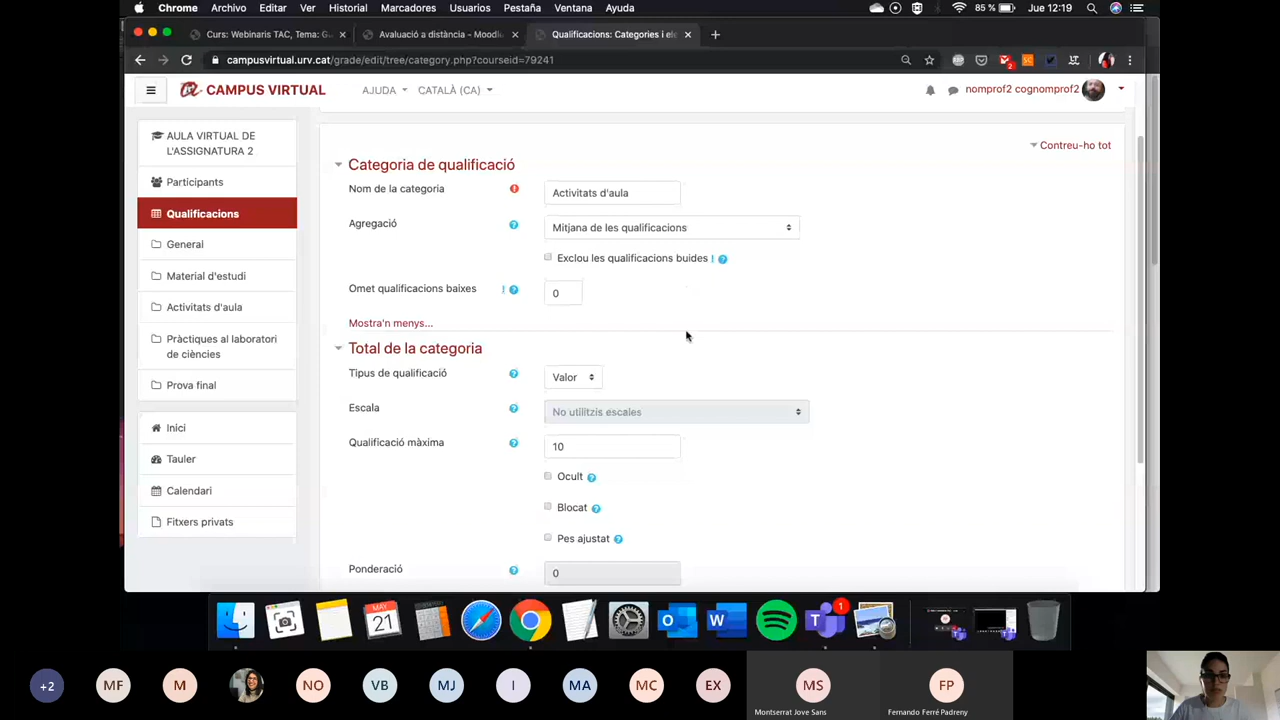 Chrome Archivo Editar Ver Historial Marcadores Usuarios Pestaña Ventana Ayuda 85 % Jue 12:19
Curs: Webinaris TAC, Tema: G Avaluació a distància – Moodle Qualificacions: Categories i ele
campusvirtual.urv.cat/grade/edit/tree/category.php?courseid=79241
2
CAMPUS VIRTUAL AJUDA CATALÀ (CA) nomprof2 cognomprof2
AULA VIRTUAL DE
L'ASSIGNATURA 2
Participants
Qualificacions
General
Material d'estudi
Activitats d'aula
Pràctiques al laboratori
de ciències
Prova final
Inici
Tauler
Calendari
Fitxers privats
Contreu-ho tot
Categoria de qualificació
Nom de la categoria Activitats d'aula
Agregació Mitjana de les qualificacions
Exclou les qualificacions buides !
Omet qualificacions baixes ! 0
Mostra'n menys...
Total de la categoria
Tipus de qualificació Valor
Escala No utilitzis escales
Qualificació màxima 10
Ocult
Blocat
Pes ajustat
Ponderació 0
MAY
21
1
+2 MF M NO VB MJ I MA MC EX MS FP
Montserrat Jove Sans Fernando Ferré Padreny